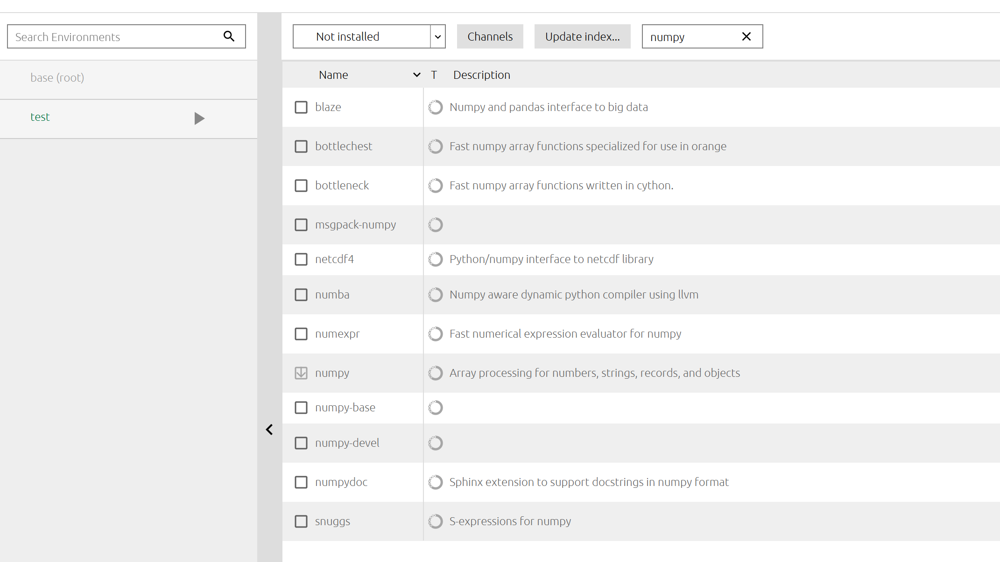 Search Environments
base (root)
test
Not installed
Channels
Update index...
numpy
Name T Description
blaze Numpy and pandas interface to big data
bottlechest Fast numpy array functions specialized for use in orange
bottleneck Fast numpy array functions written in cython.
msgpack-numpy
netcdf4 Python/numpy interface to netcdf library
numba Numpy aware dynamic python compiler using llvm
numexpr Fast numerical expression evaluator for numpy
numpy Array processing for numbers, strings, records, and objects
numpy-base
numpy-devel
numpydoc Sphinx extension to support docstrings in numpy format
snuggs S-expressions for numpy